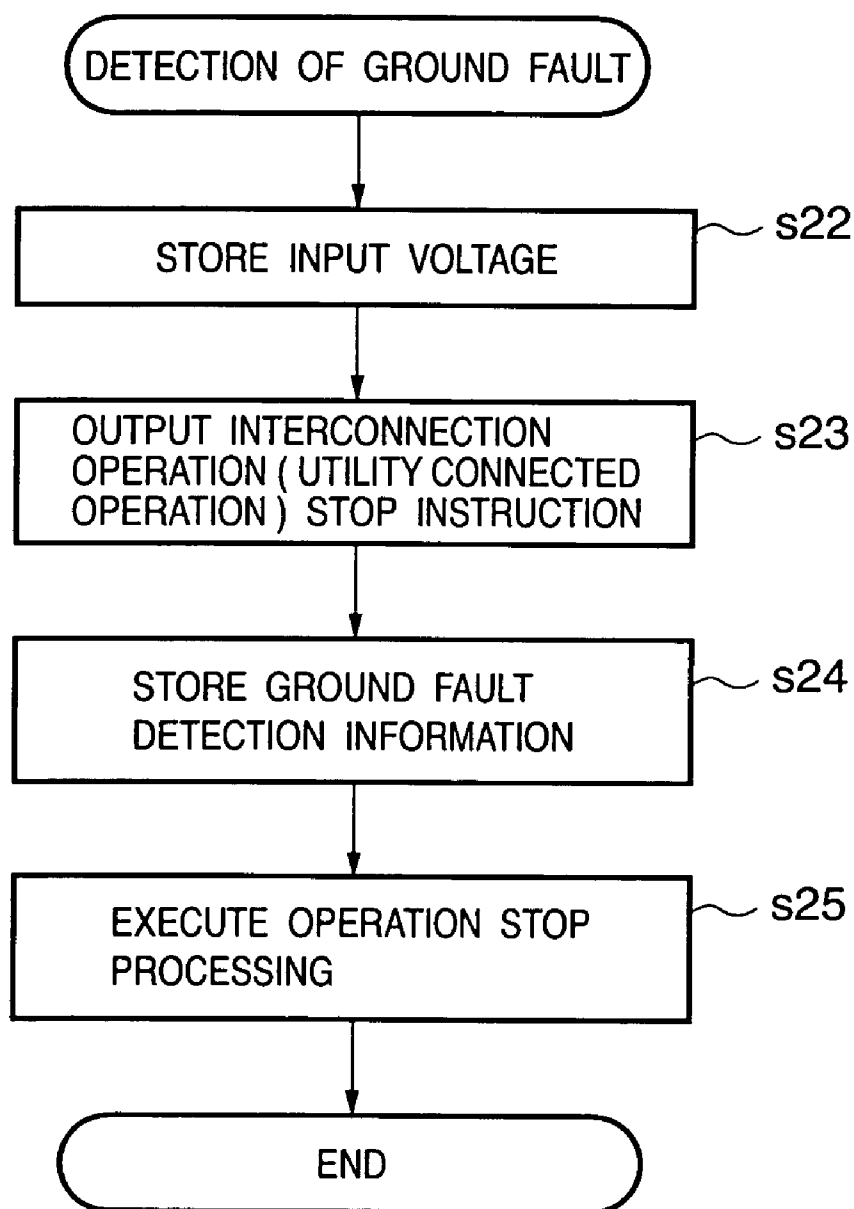 DETECTION OF GROUND FAULT
STORE INPUT VOLTAGE
s22
OUTPUT INTERCONNECTION
OPERATION ( UTILITY CONNECTED
OPERATION ) STOP INSTRUCTION
s23
STORE GROUND FAULT
DETECTION INFORMATION
s24
EXECUTE OPERATION STOP
PROCESSING
s25
END